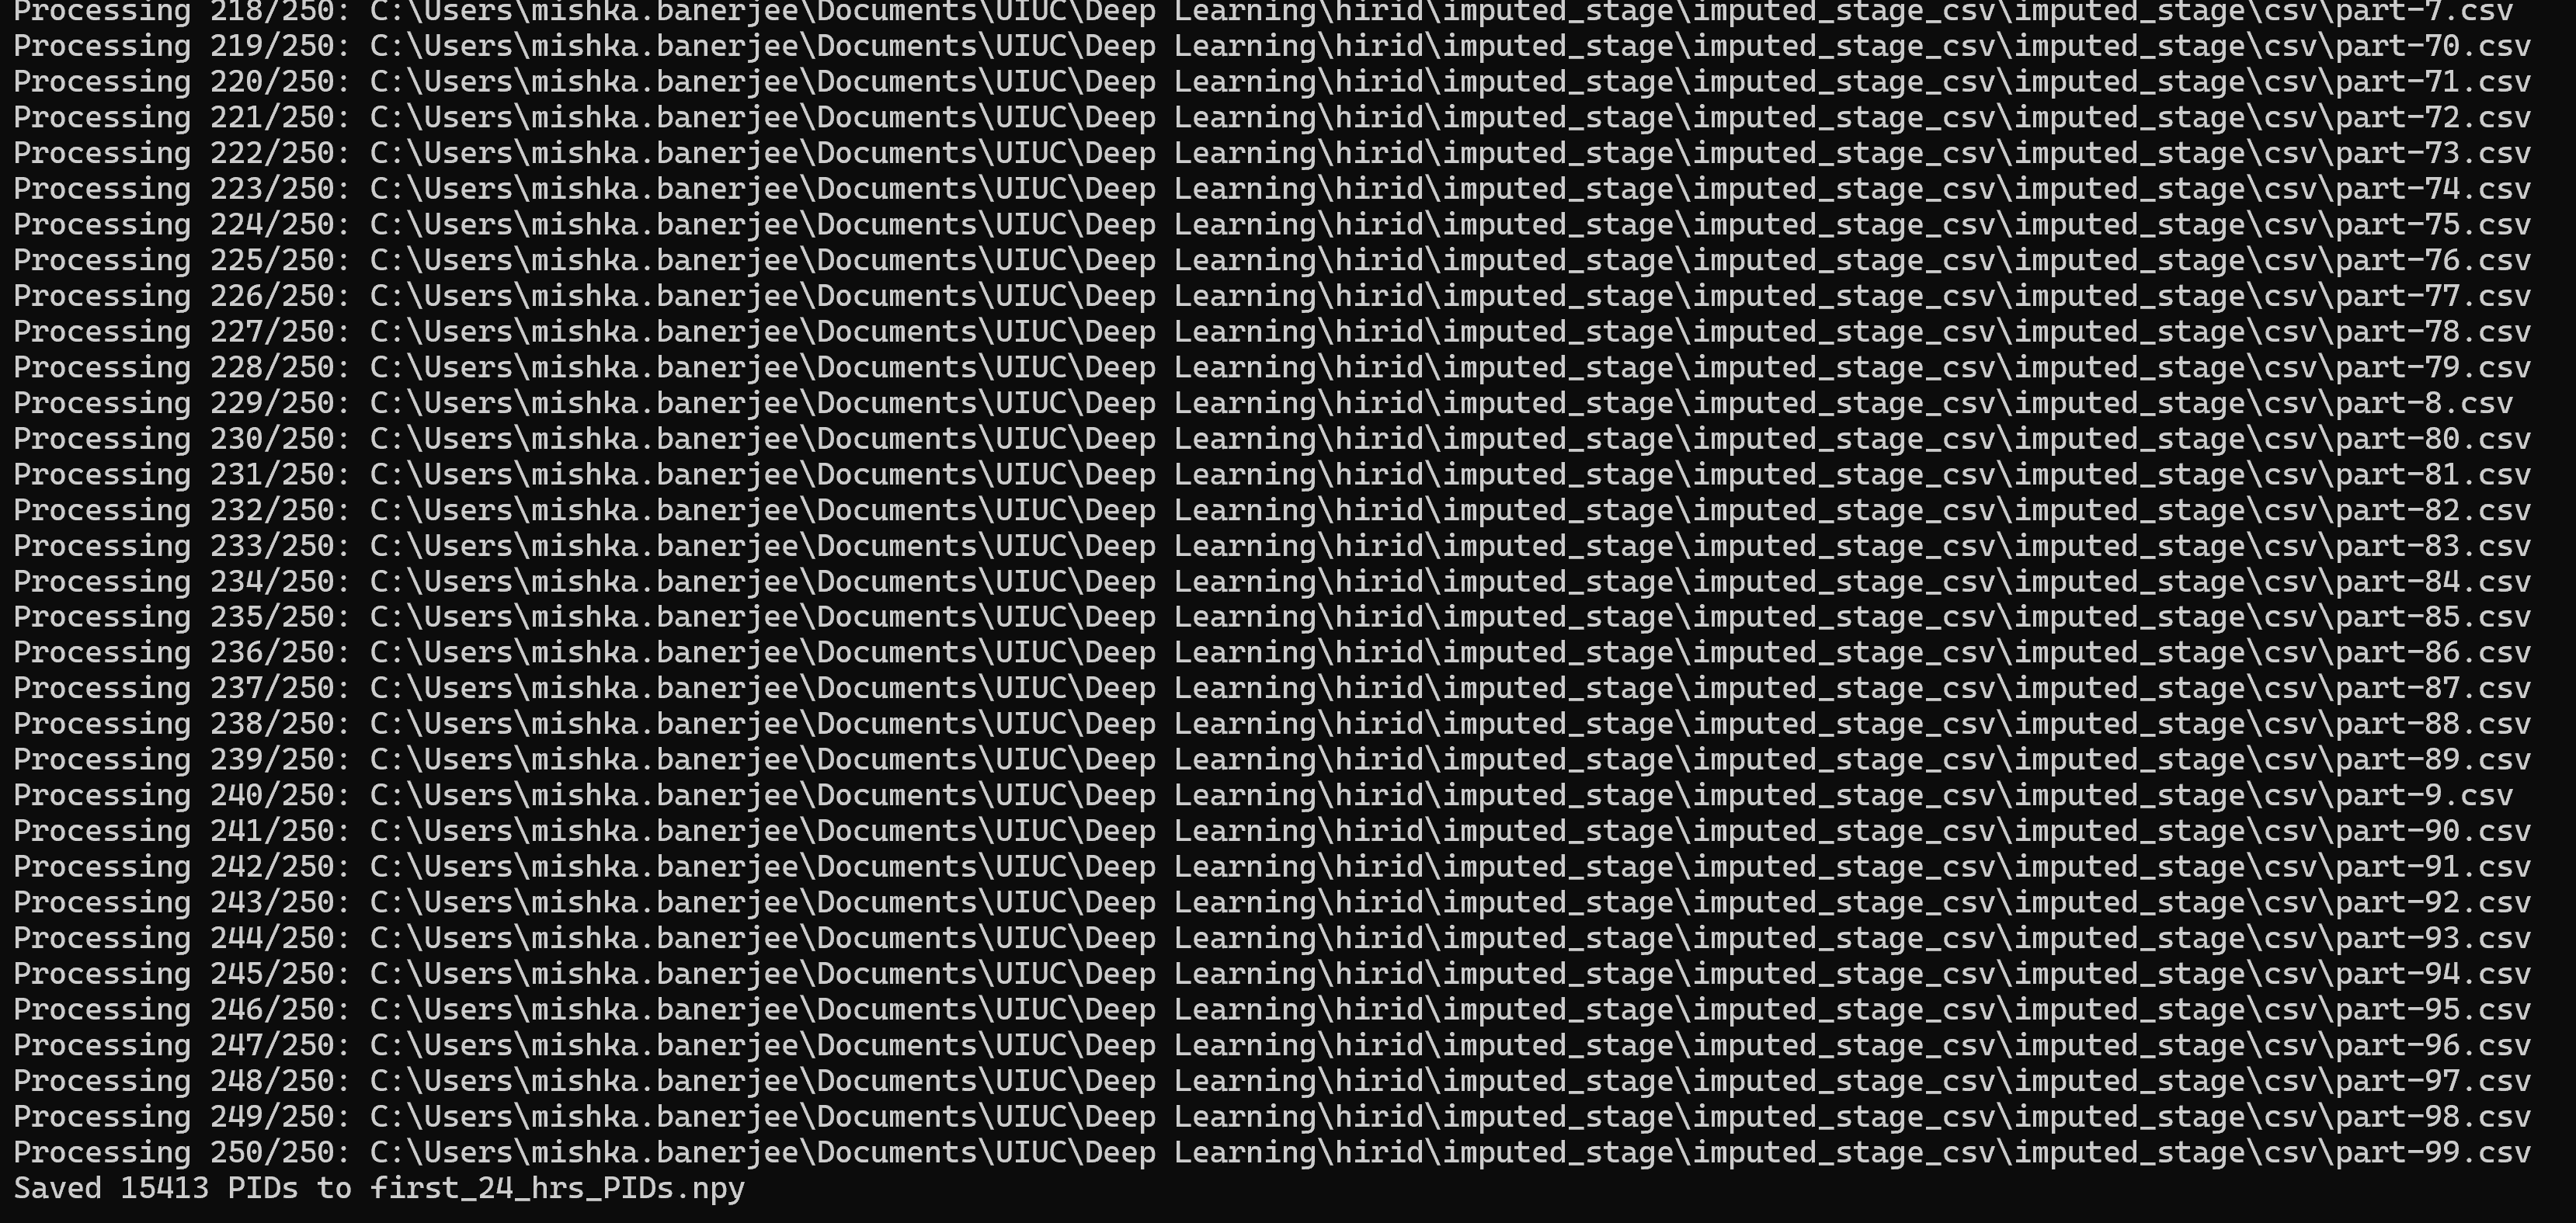 Processing 218/250: C:\Users\mishka.banerjee\Documents\UIUC\Deep Learning\hirid\imputed_stage\imputed_stage_csv\imputed_stage\csv\part-7.csv
Processing 219/250: C:\Users\mishka.banerjee\Documents\UIUC\Deep Learning\hirid\imputed_stage\imputed_stage_csv\imputed_stage\csv\part-70.csv
Processing 220/250: C:\Users\mishka.banerjee\Documents\UIUC\Deep Learning\hirid\imputed_stage\imputed_stage_csv\imputed_stage\csv\part-71.csv
Processing 221/250: C:\Users\mishka.banerjee\Documents\UIUC\Deep Learning\hirid\imputed_stage\imputed_stage_csv\imputed_stage\csv\part-72.csv
Processing 222/250: C:\Users\mishka.banerjee\Documents\UIUC\Deep Learning\hirid\imputed_stage\imputed_stage_csv\imputed_stage\csv\part-73.csv
Processing 223/250: C:\Users\mishka.banerjee\Documents\UIUC\Deep Learning\hirid\imputed_stage\imputed_stage_csv\imputed_stage\csv\part-74.csv
Processing 224/250: C:\Users\mishka.banerjee\Documents\UIUC\Deep Learning\hirid\imputed_stage\imputed_stage_csv\imputed_stage\csv\part-75.csv
Processing 225/250: C:\Users\mishka.banerjee\Documents\UIUC\Deep Learning\hirid\imputed_stage\imputed_stage_csv\imputed_stage\csv\part-76.csv
Processing 226/250: C:\Users\mishka.banerjee\Documents\UIUC\Deep Learning\hirid\imputed_stage\imputed_stage_csv\imputed_stage\csv\part-77.csv
Processing 227/250: C:\Users\mishka.banerjee\Documents\UIUC\Deep Learning\hirid\imputed_stage\imputed_stage_csv\imputed_stage\csv\part-78.csv
Processing 228/250: C:\Users\mishka.banerjee\Documents\UIUC\Deep Learning\hirid\imputed_stage\imputed_stage_csv\imputed_stage\csv\part-79.csv
Processing 229/250: C:\Users\mishka.banerjee\Documents\UIUC\Deep Learning\hirid\imputed_stage\imputed_stage_csv\imputed_stage\csv\part-8.csv
Processing 230/250: C:\Users\mishka.banerjee\Documents\UIUC\Deep Learning\hirid\imputed_stage\imputed_stage_csv\imputed_stage\csv\part-80.csv
Processing 231/250: C:\Users\mishka.banerjee\Documents\UIUC\Deep Learning\hirid\imputed_stage\imputed_stage_csv\imputed_stage\csv\part-81.csv
Processing 232/250: C:\Users\mishka.banerjee\Documents\UIUC\Deep Learning\hirid\imputed_stage\imputed_stage_csv\imputed_stage\csv\part-82.csv
Processing 233/250: C:\Users\mishka.banerjee\Documents\UIUC\Deep Learning\hirid\imputed_stage\imputed_stage_csv\imputed_stage\csv\part-83.csv
Processing 234/250: C:\Users\mishka.banerjee\Documents\UIUC\Deep Learning\hirid\imputed_stage\imputed_stage_csv\imputed_stage\csv\part-84.csv
Processing 235/250: C:\Users\mishka.banerjee\Documents\UIUC\Deep Learning\hirid\imputed_stage\imputed_stage_csv\imputed_stage\csv\part-85.csv
Processing 236/250: C:\Users\mishka.banerjee\Documents\UIUC\Deep Learning\hirid\imputed_stage\imputed_stage_csv\imputed_stage\csv\part-86.csv
Processing 237/250: C:\Users\mishka.banerjee\Documents\UIUC\Deep Learning\hirid\imputed_stage\imputed_stage_csv\imputed_stage\csv\part-87.csv
Processing 238/250: C:\Users\mishka.banerjee\Documents\UIUC\Deep Learning\hirid\imputed_stage\imputed_stage_csv\imputed_stage\csv\part-88.csv
Processing 239/250: C:\Users\mishka.banerjee\Documents\UIUC\Deep Learning\hirid\imputed_stage\imputed_stage_csv\imputed_stage\csv\part-89.csv
Processing 240/250: C:\Users\mishka.banerjee\Documents\UIUC\Deep Learning\hirid\imputed_stage\imputed_stage_csv\imputed_stage\csv\part-9.csv
Processing 241/250: C:\Users\mishka.banerjee\Documents\UIUC\Deep Learning\hirid\imputed_stage\imputed_stage_csv\imputed_stage\csv\part-90.csv
Processing 242/250: C:\Users\mishka.banerjee\Documents\UIUC\Deep Learning\hirid\imputed_stage\imputed_stage_csv\imputed_stage\csv\part-91.csv
Processing 243/250: C:\Users\mishka.banerjee\Documents\UIUC\Deep Learning\hirid\imputed_stage\imputed_stage_csv\imputed_stage\csv\part-92.csv
Processing 244/250: C:\Users\mishka.banerjee\Documents\UIUC\Deep Learning\hirid\imputed_stage\imputed_stage_csv\imputed_stage\csv\part-93.csv
Processing 245/250: C:\Users\mishka.banerjee\Documents\UIUC\Deep Learning\hirid\imputed_stage\imputed_stage_csv\imputed_stage\csv\part-94.csv
Processing 246/250: C:\Users\mishka.banerjee\Documents\UIUC\Deep Learning\hirid\imputed_stage\imputed_stage_csv\imputed_stage\csv\part-95.csv
Processing 247/250: C:\Users\mishka.banerjee\Documents\UIUC\Deep Learning\hirid\imputed_stage\imputed_stage_csv\imputed_stage\csv\part-96.csv
Processing 248/250: C:\Users\mishka.banerjee\Documents\UIUC\Deep Learning\hirid\imputed_stage\imputed_stage_csv\imputed_stage\csv\part-97.csv
Processing 249/250: C:\Users\mishka.banerjee\Documents\UIUC\Deep Learning\hirid\imputed_stage\imputed_stage_csv\imputed_stage\csv\part-98.csv
Processing 250/250: C:\Users\mishka.banerjee\Documents\UIUC\Deep Learning\hirid\imputed_stage\imputed_stage_csv\imputed_stage\csv\part-99.csv
Saved 15413 PIDs to first_24_hrs_PIDs.npy